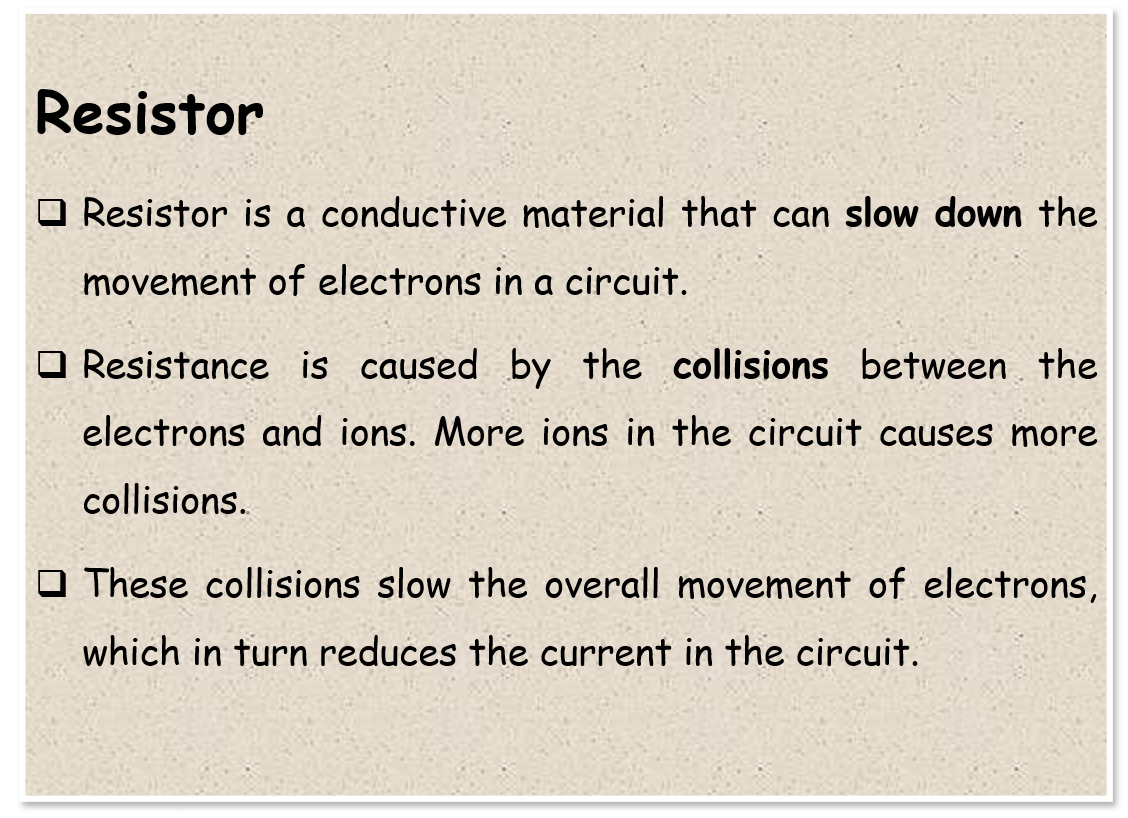 Resistor
❑ Resistor is a conductive material that can slow down the
movement of electrons in a circuit.
❑ Resistance is caused by the collisions between the
electrons and ions. More ions in the circuit causes more
collisions.
❑ These collisions slow the overall movement of electrons,
which in turn reduces the current in the circuit.